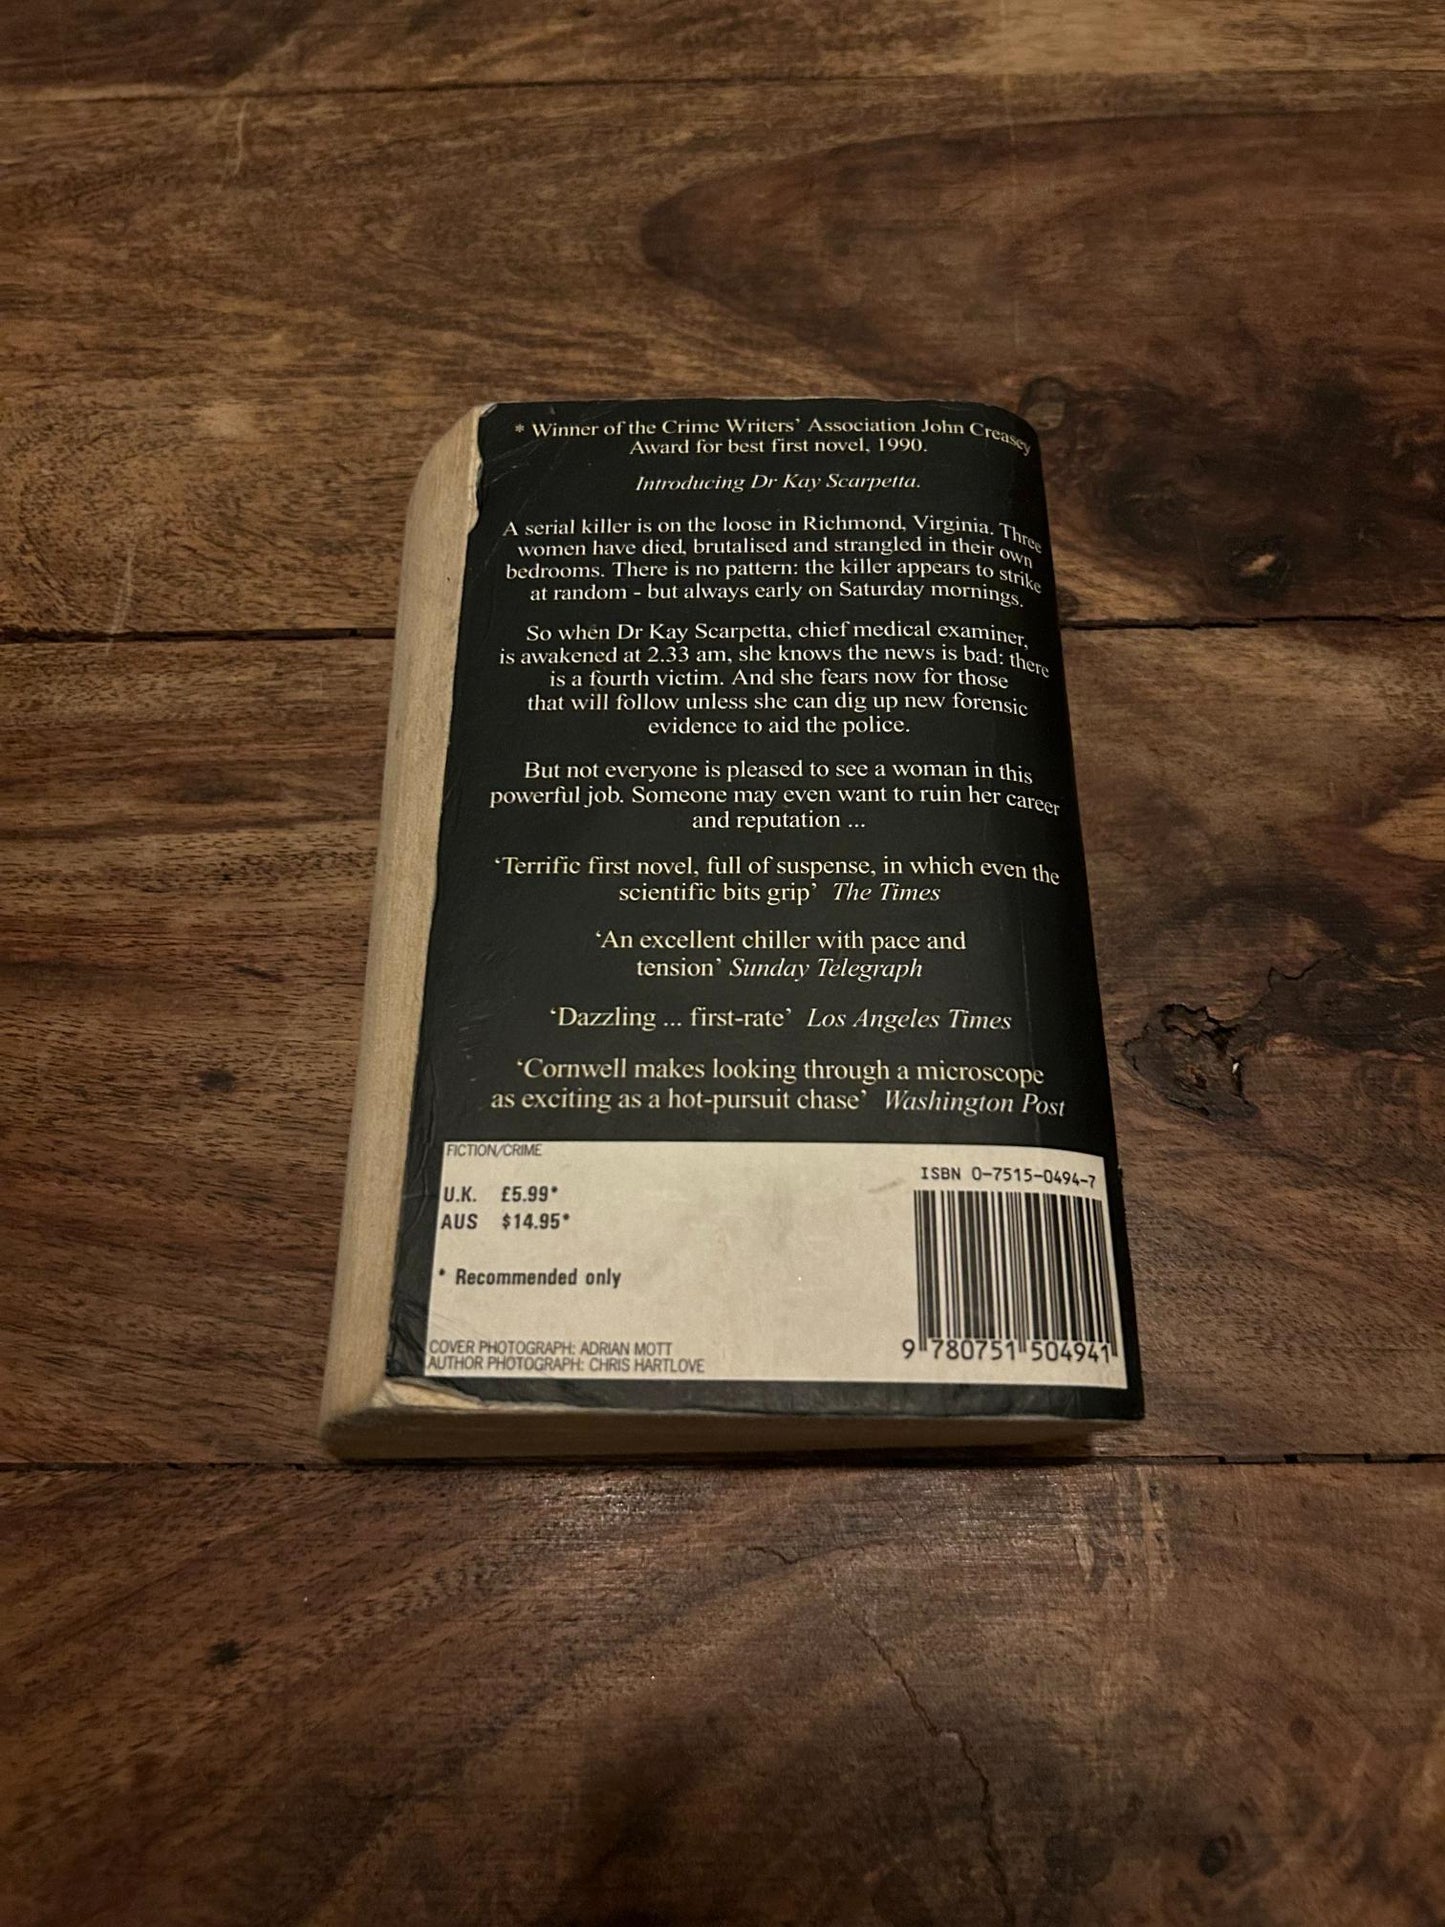 * Winner of the Crime Writers' Association John Creasey
Award for best first novel, 1990.
Introducing Dr Kay Scarpetta.
A serial killer is on the loose in Richmond, Virginia. Three
women have died, brutalised and strangled in their own
bedrooms. There is no pattern: the killer appears to strike
at random - but always early on Saturday mornings.
So when Dr Kay Scarpetta, chief medical examiner,
is awakened at 2.33 am, she knows the news is bad: there
is a fourth victim. And she fears now for those
that will follow unless she can dig up new forensic
evidence to aid the police.
But not everyone is pleased to see a woman in this
powerful job. Someone may even want to ruin her career
and reputation ...
‘Terrific first novel, full of suspense, in which even the
scientific bits grip’ The Times
‘An excellent chiller with pace and
tension’ Sunday Telegraph
‘Dazzling ... first-rate’ Los Angeles Times
‘Cornwell makes looking through a microscope
as exciting as a hot-pursuit chase’ Washington Post
FICTION/CRIME
U.K. £5.99*
AUS $14.95*
* Recommended only
COVER PHOTOGRAPH: ADRIAN MOTT
AUTHOR PHOTOGRAPH: CHRIS HARTLOVE
ISBN 0-7515-0494-7
9 780751 504941